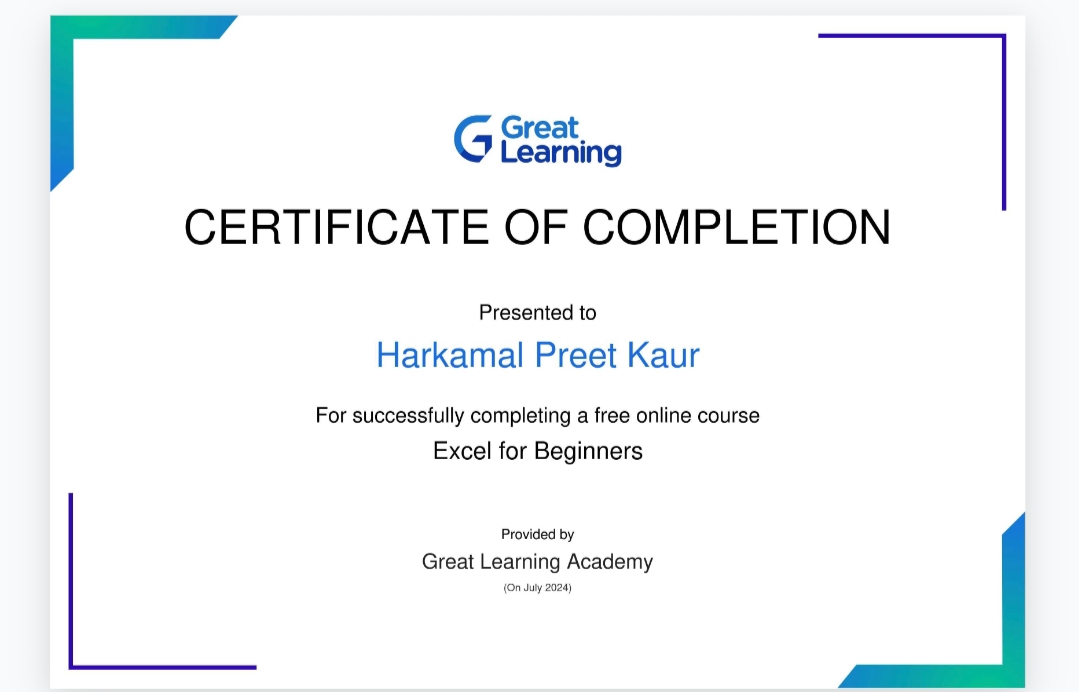 Great
Learning
CERTIFICATE OF COMPLETION
Presented to
Harkamal Preet Kaur
For successfully completing a free online course
Excel for Beginners
Provided by
Great Learning Academy
(On July 2024)